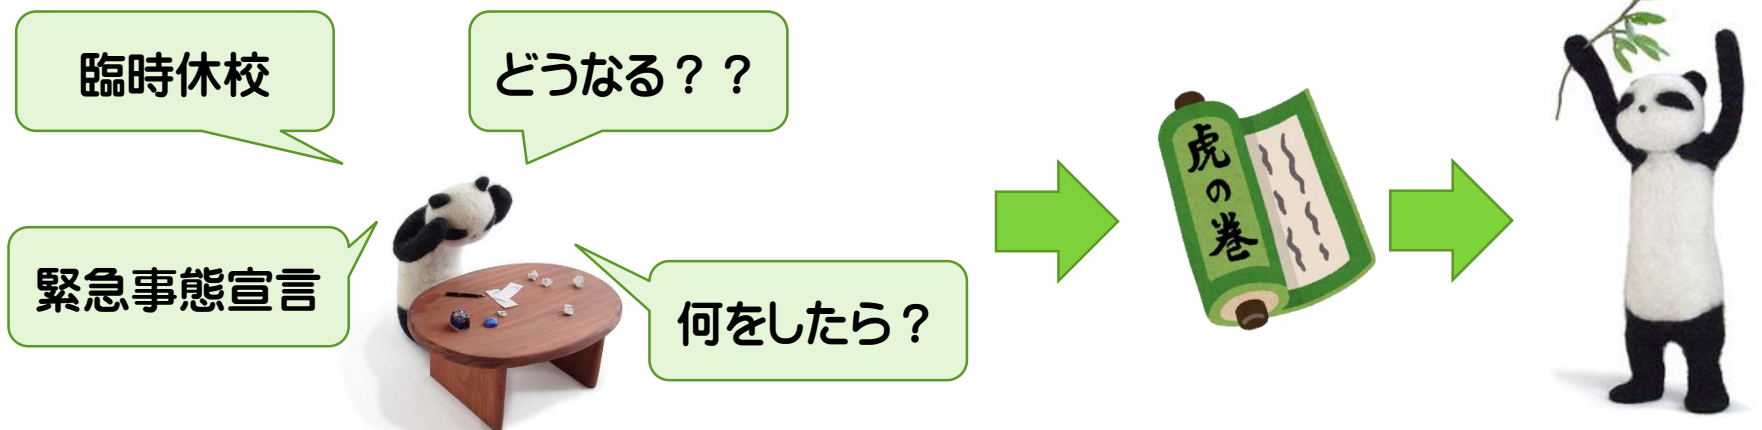 臨時休校
どうなる？？
緊急事態宣言
何をしたら？
虎の巻